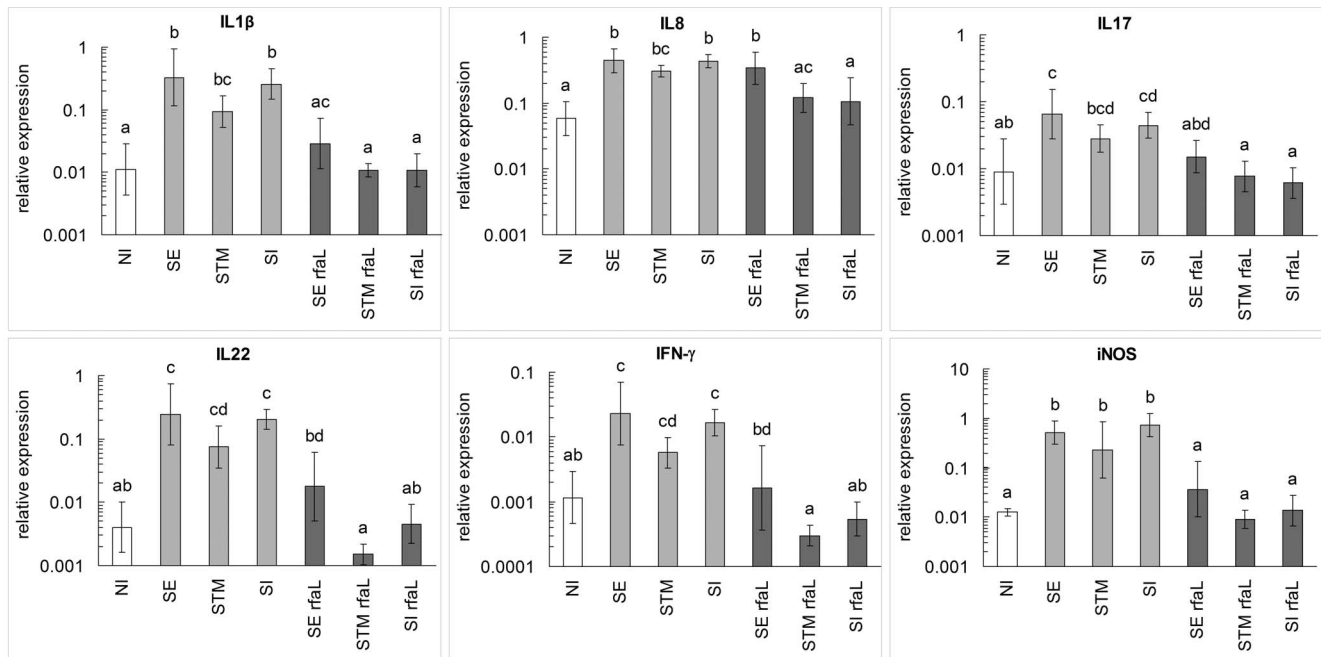 IL1β
relative expression
1
0.1
0.01
0.001
a
b
bc
b
ac
a
a
NI
SE
STM
SI
SE rfaL
STM rfaL
SI rfaL
IL8
relative expression
1
0.1
0.01
0.001
a
b
bc
b
b
ac
a
NI
SE
STM
SI
SE rfaL
STM rfaL
SI rfaL
IL17
relative expression
1
0.1
0.01
0.001
ab
c
bcd
cd
abd
a
a
NI
SE
STM
SI
SE rfaL
STM rfaL
SI rfaL
IL22
relative expression
1
0.1
0.01
0.001
ab
c
cd
c
bd
a
ab
NI
SE
STM
SI
SE rfaL
STM rfaL
SI rfaL
IFN-γ
relative expression
0.1
0.01
0.001
0.0001
ab
c
cd
c
bd
a
ab
NI
SE
STM
SI
SE rfaL
STM rfaL
SI rfaL
iNOS
relative expression
10
1
0.1
0.01
0.001
a
b
b
b
a
a
a
NI
SE
STM
SI
SE rfaL
STM rfaL
SI rfaL